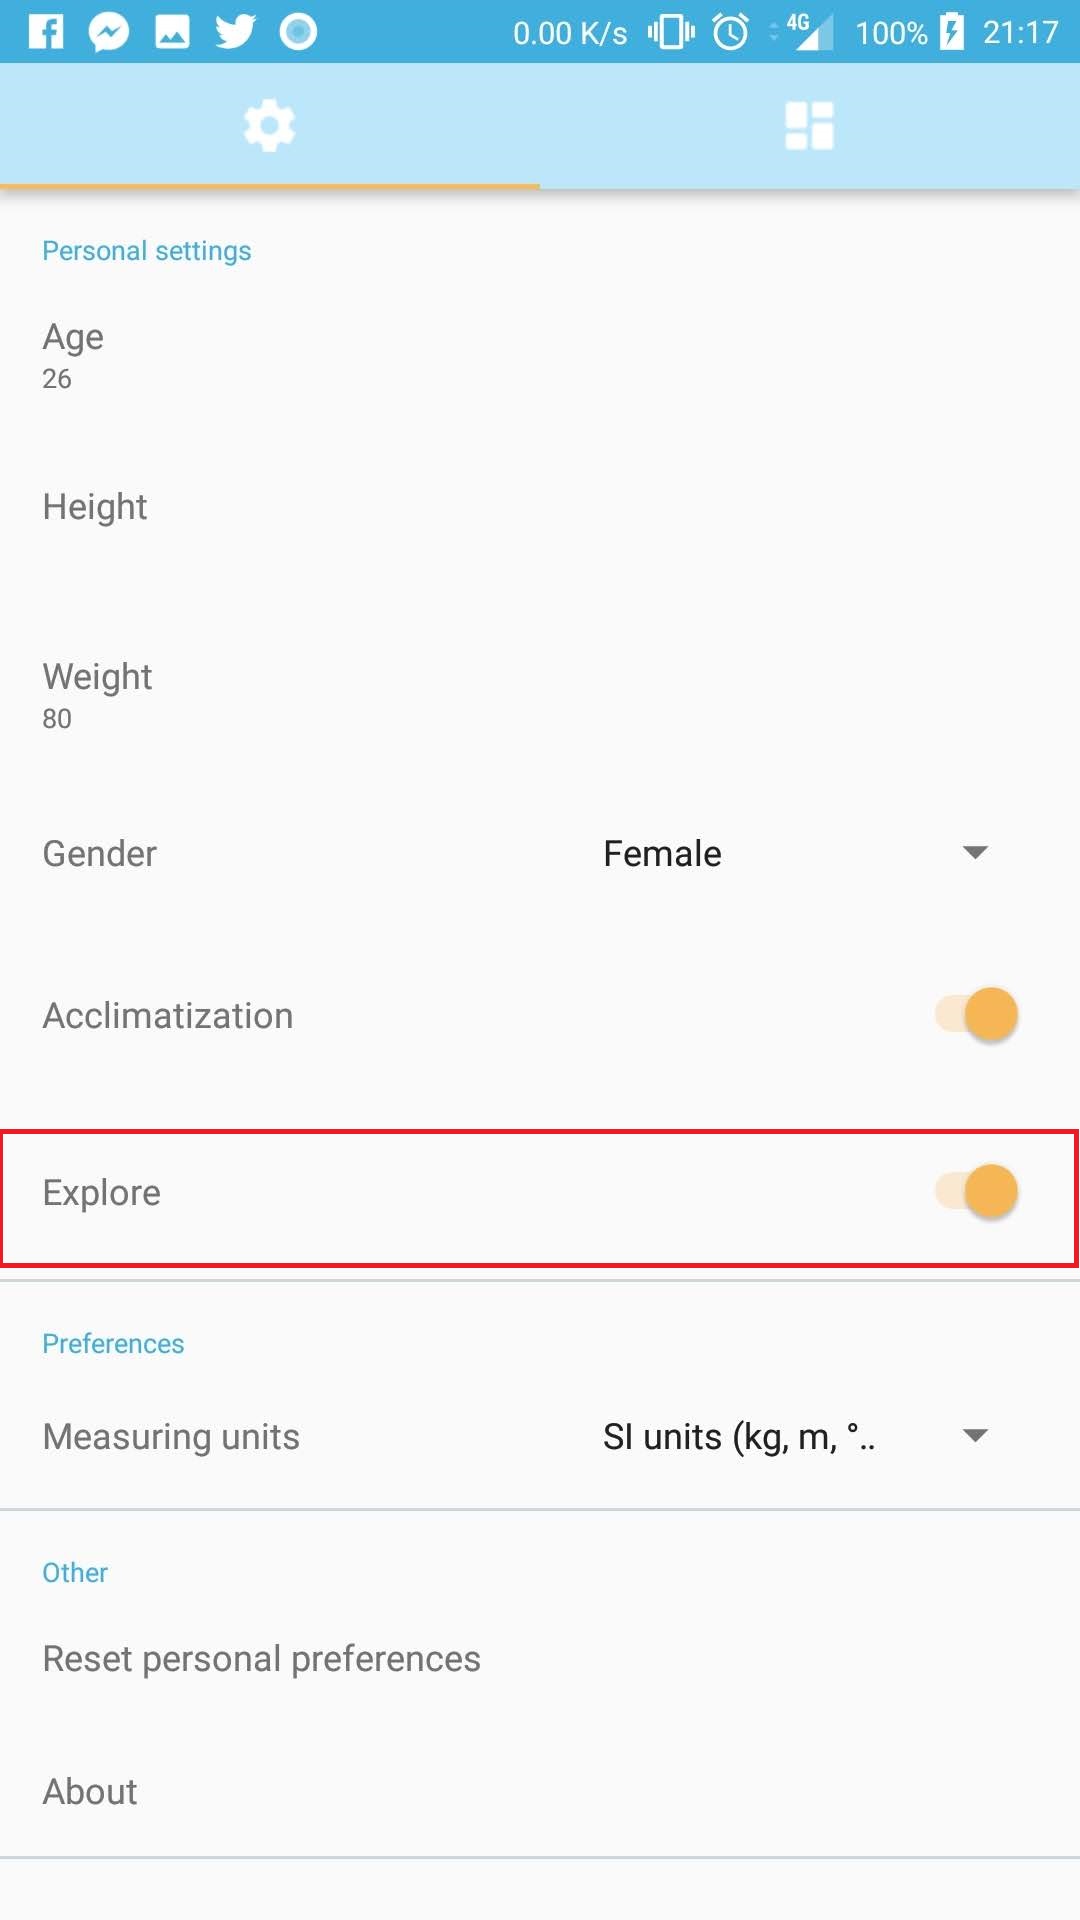 0.00 K/s 4G 100% 21:17
Personal settings
Age
26
Height
Weight
80
Gender Female
Acclimatization
Explore
Preferences
Measuring units SI units (kg, m, °..
Other
Reset personal preferences
About